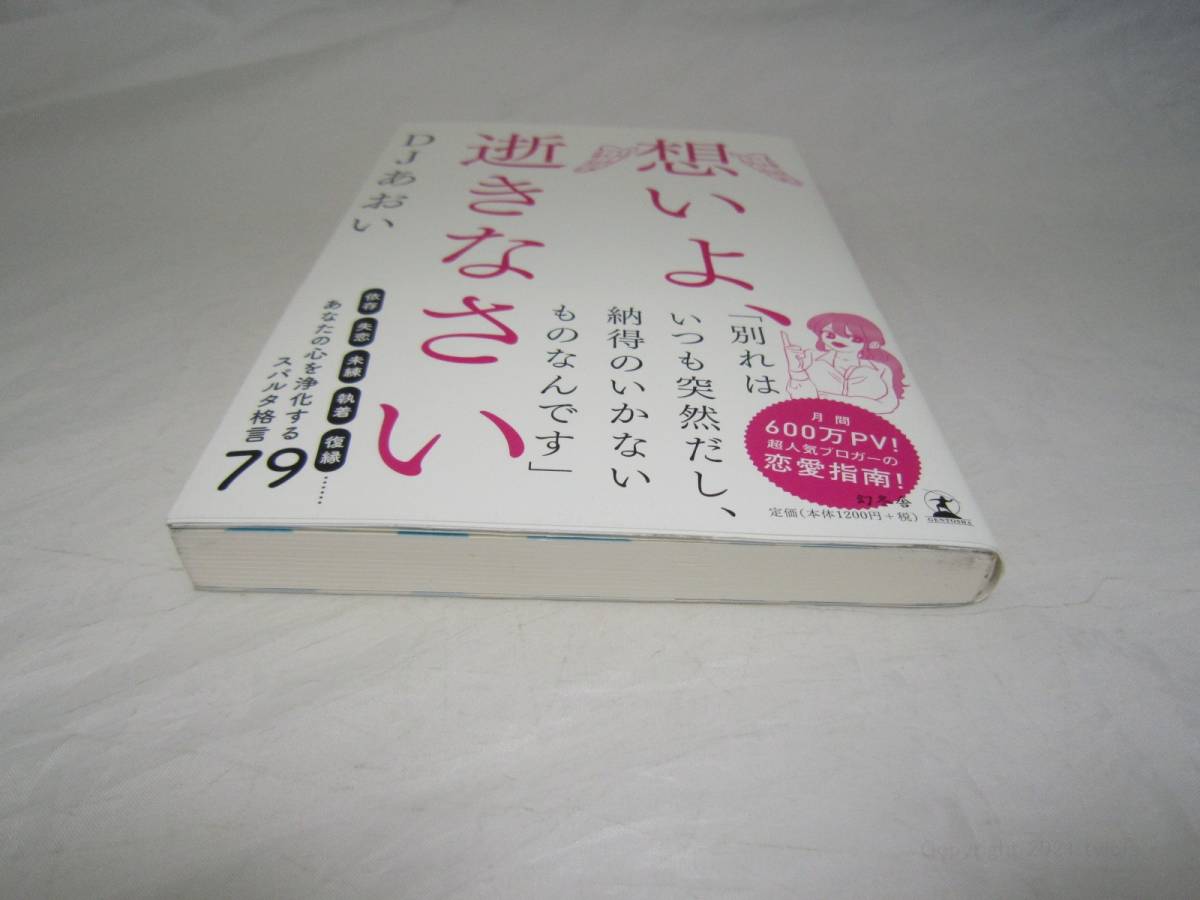 想いよ、
逝きなさい
DJあおい
「別れは
いつも突然だし、
納得のいかない
ものなんです」
依存 失恋 未練 執着 復縁……
あなたの心を浄化する
スパルタ格言
79
月間
600万PV!
超人気ブロガーの
恋愛指南!
幻冬舎
GENTOSHA
定価(本体1200円+税)